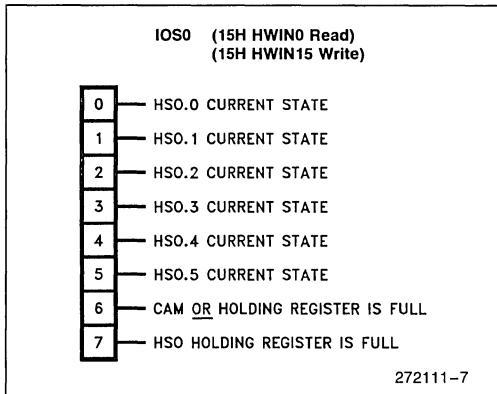 IOS0 (15H HWIN0 Read)
(15H HWIN15 Write)
0 HSO.0 CURRENT STATE
1 HSO.1 CURRENT STATE
2 HSO.2 CURRENT STATE
3 HSO.3 CURRENT STATE
4 HSO.4 CURRENT STATE
5 HSO.5 CURRENT STATE
6 CAM OR HOLDING REGISTER IS FULL
7 HSO HOLDING REGISTER IS FULL
272111–7